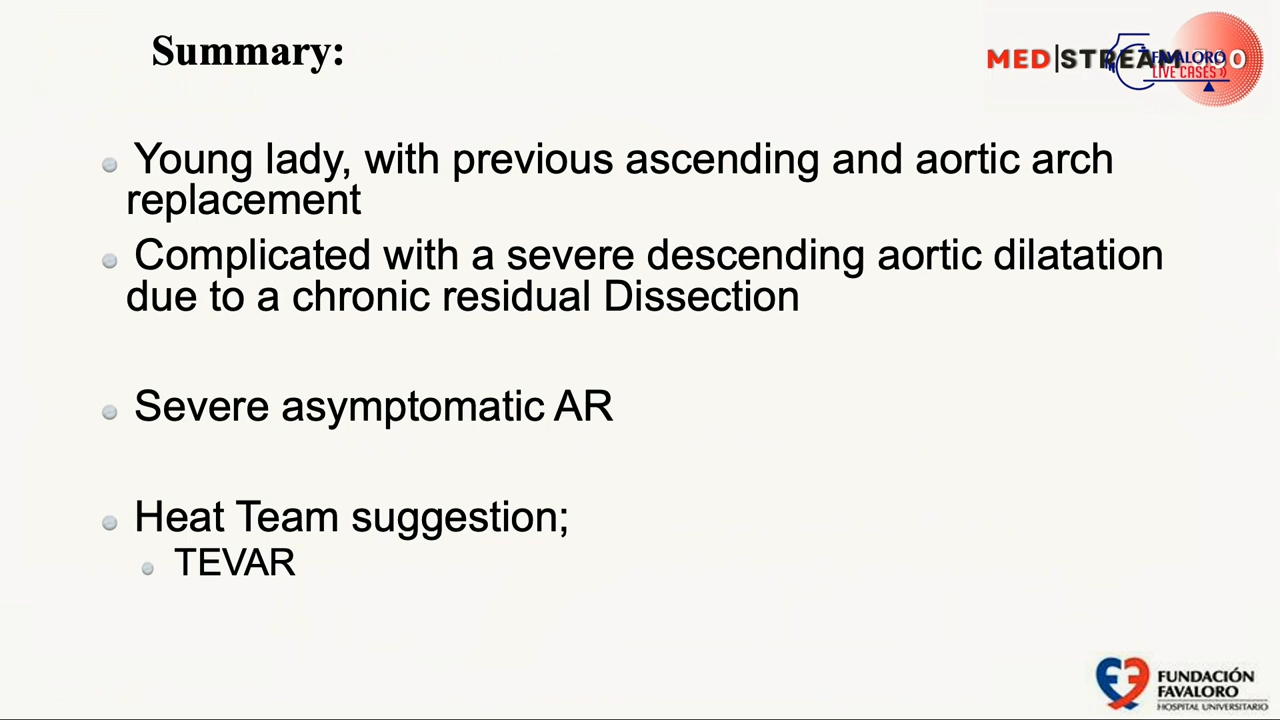 Summary:
MED|STREAM
FAVALORO
LIVE CASES
Young lady, with previous ascending and aortic arch
replacement
Complicated with a severe descending aortic dilatation
due to a chronic residual Dissection
Severe asymptomatic AR
Heat Team suggestion;
TEVAR
FUNDACIÓN
FAVALORO
HOSPITAL UNIVERSITARIO